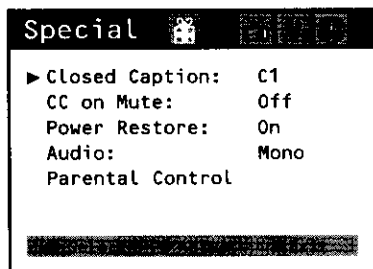 Special
▶ Closed Caption: C1
CC on Mute: Off
Power Restore: On
Audio: Mono
Parental Control